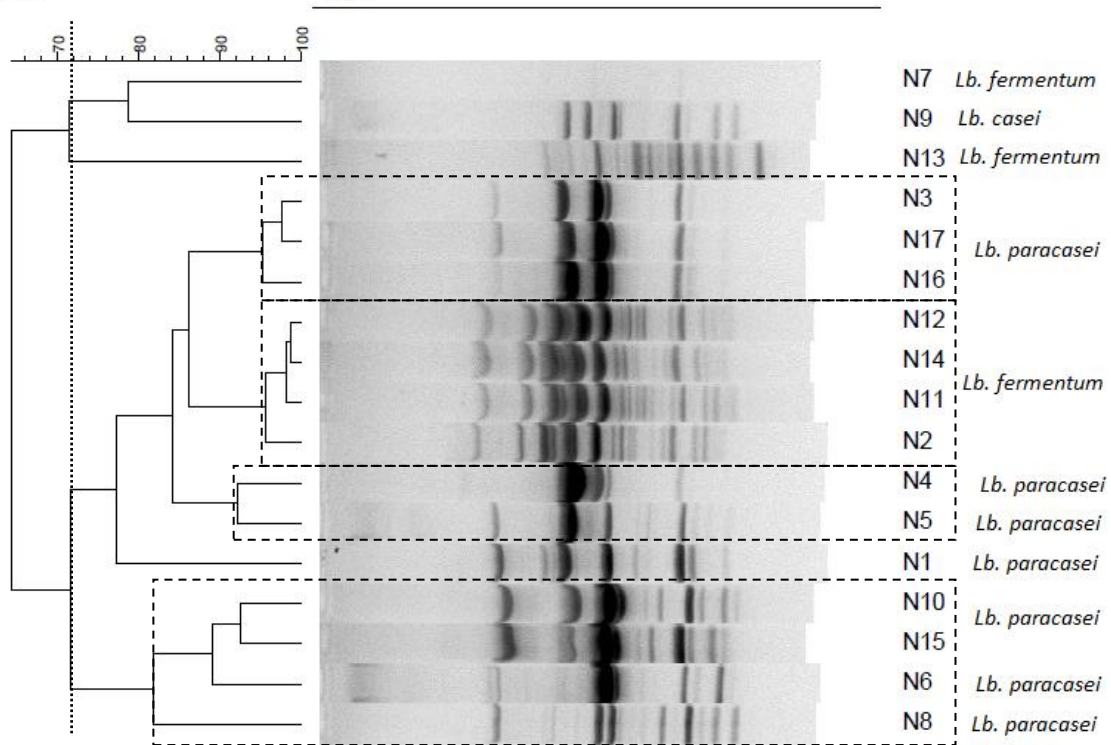 70 80 90 100
N7 Lb. fermentum
N9 Lb. casei
N13 Lb. fermentum
N3
N17 Lb. paracasei
N16
N12
N14
Lb. fermentum
N11
N2
N4 Lb. paracasei
N5 Lb. paracasei
N1 Lb. paracasei
N10
Lb. paracasei
N15
N6 Lb. paracasei
N8 Lb. paracasei